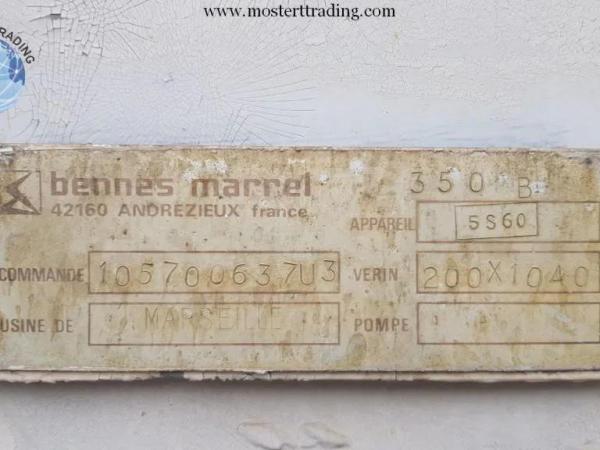 www.mosterttrading.com
TRADING
bennes marrel
42160 ANDREZIEUX france
350 B
APPAREIL 5S60
COMMANDE 105700637U3
VERIN 200X1040
USINE DE MARSEILLE
POMPE